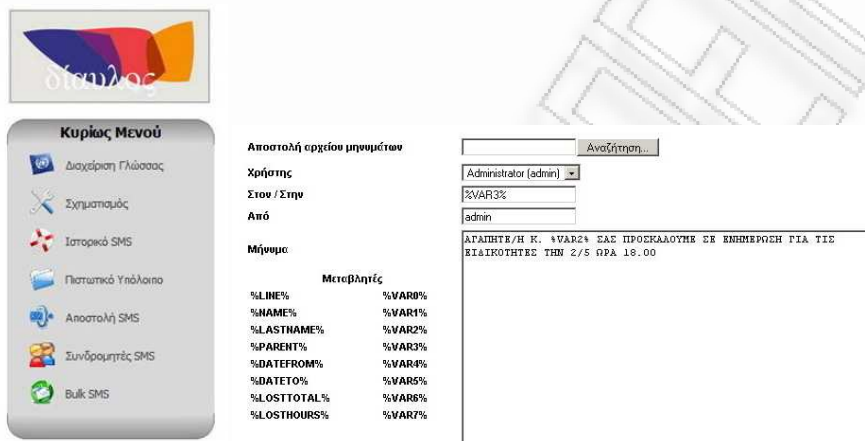 δίαυλος
Κυρίως Μενού
Διαχείριση Γλώσσας
Σχηματισμός
Ιστορικό SMS
Πιστωτικό Υπόλοιπο
Αποστολή SMS
Συνδρομητές SMS
Bulk SMS
Αποστολή αρχείου μηνυμάτων
Αναζήτηση...
Χρήστης Administrator (admin)
Στον / Στην %VAR3%
Από admin
Μήνυμα ΑΓΑΠΗΤΕ/Η Κ. %VAR2% ΣΑΣ ΠΡΟΣΚΑΛΟΥΜΕ ΣΕ ΕΝΗΜΕΡΩΣΗ ΓΙΑ ΤΙΣ
ΕΙΔΙΚΟΤΗΤΕΣ ΤΗΝ 2/5 ΩΡΑ 18.00
Μεταβλητές
%LINE% %VAR0%
%NAME% %VAR1%
%LASTNAME% %VAR2%
%PARENT% %VAR3%
%DATEFROM% %VAR4%
%DATETO% %VAR5%
%LOSTTOTAL% %VAR6%
%LOSTHOURS% %VAR7%